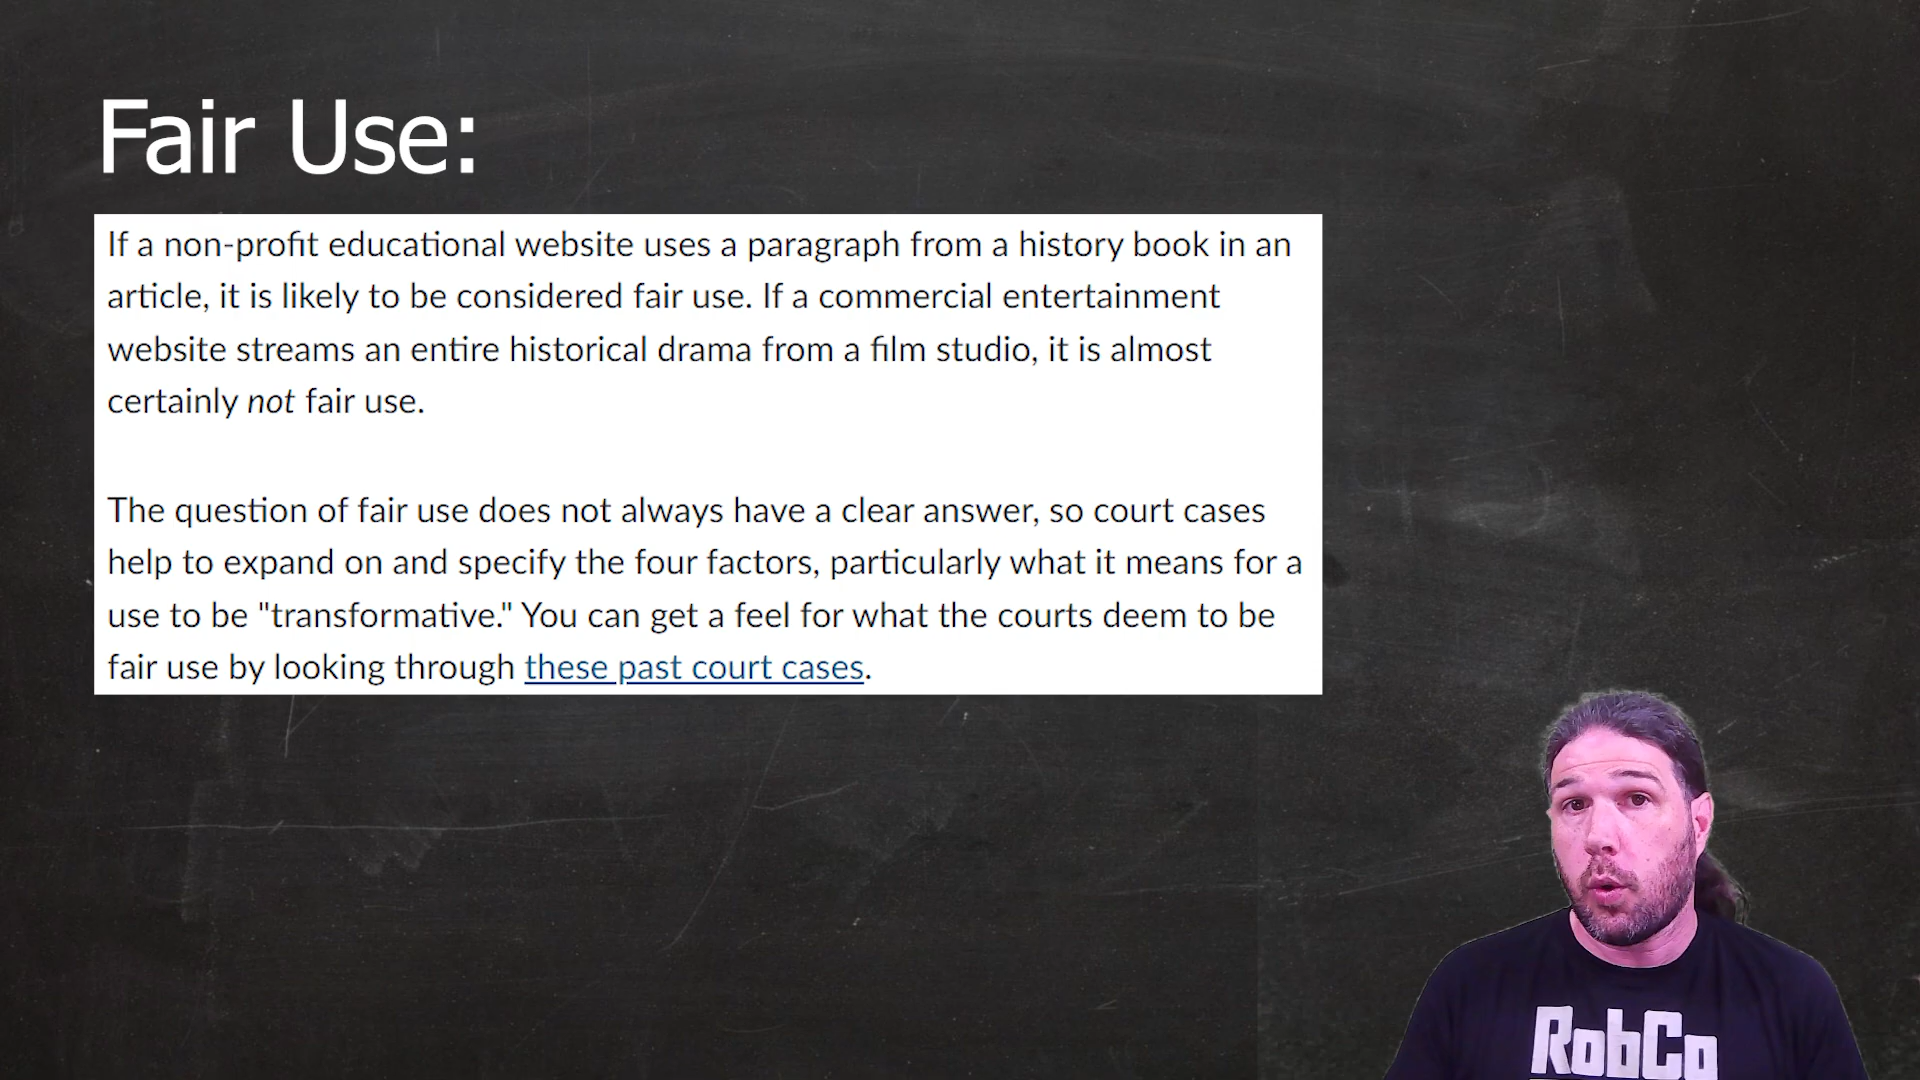 Fair Use:
If a non-profit educational website uses a paragraph from a history book in an
article, it is likely to be considered fair use. If a commercial entertainment
website streams an entire historical drama from a film studio, it is almost
certainly not fair use.
The question of fair use does not always have a clear answer, so court cases
help to expand on and specify the four factors, particularly what it means for a
use to be "transformative." You can get a feel for what the courts deem to be
fair use by looking through these past court cases.
RobCo